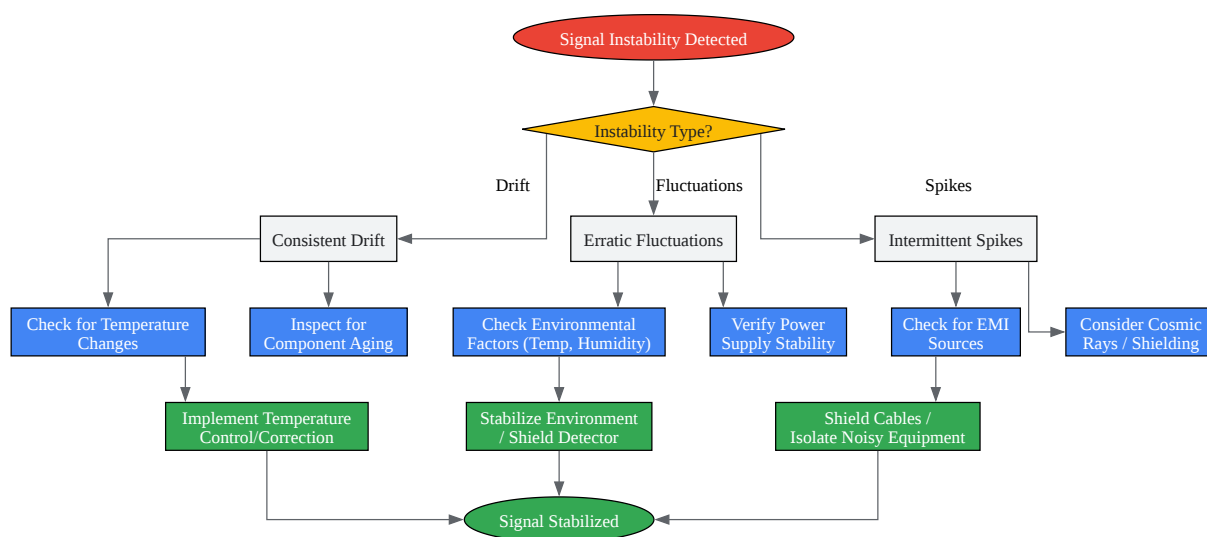 Signal Instability Detected
Instability Type?
Drift
Fluctuations
Spikes
Consistent Drift
Erratic Fluctuations
Intermittent Spikes
Check for Temperature
Changes
Inspect for
Component Aging
Check Environmental
Factors (Temp, Humidity)
Verify Power
Supply Stability
Check for EMI
Sources
Consider Cosmic
Rays / Shielding
Implement Temperature
Control/Correction
Stabilize Environment
/ Shield Detector
Shield Cables /
Isolate Noisy Equipment
Signal Stabilized